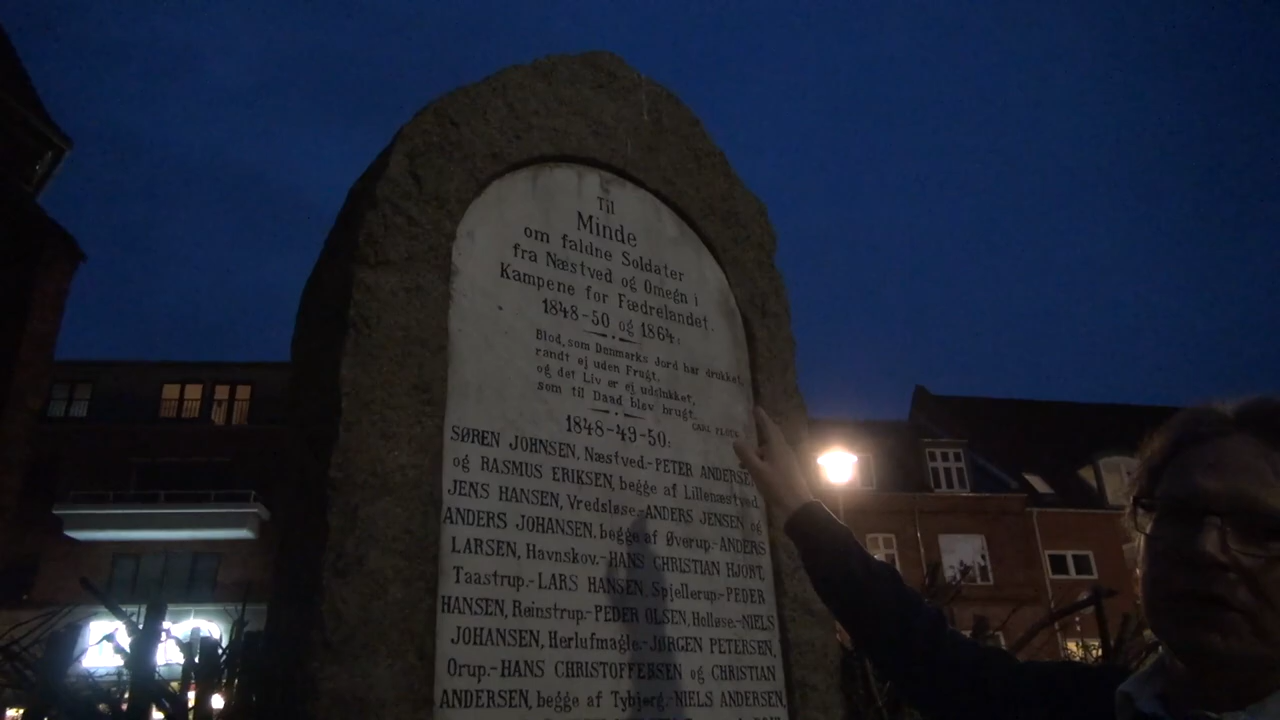 Til
Minde
om faldne Soldater
fra Næstved og Omegn i
Kampene for Fædrelandet.
1848-50 og 1864:
Blod, som Danmarks Jord har drukket,
randt ej uden Frugt,
og det Liv er ej udslukket,
som til Daad blev brugt.
CARL PLOUG
1848-49-50:
SØREN JOHNSEN, Næstved.-PETER ANDERSEN
og RASMUS ERIKSEN, begge af Lillenæstved.
JENS HANSEN, Vredsløse.-ANDERS JENSEN og
ANDERS JOHANSEN, begge af Øverup.-ANDERS
LARSEN, Havnskov.-HANS CHRISTIAN HJORT,
Taastrup.-LARS HANSEN, Spjellerup.-PEDER
HANSEN, Reinstrup.-PEDER OLSEN, Holløse.-NIELS
JOHANSEN, Herlufmagle.-JØRGEN PETERSEN,
Orup.-HANS CHRISTOFFERSEN og CHRISTIAN
ANDERSEN, begge af Tybjerg.-NIELS ANDERSEN,